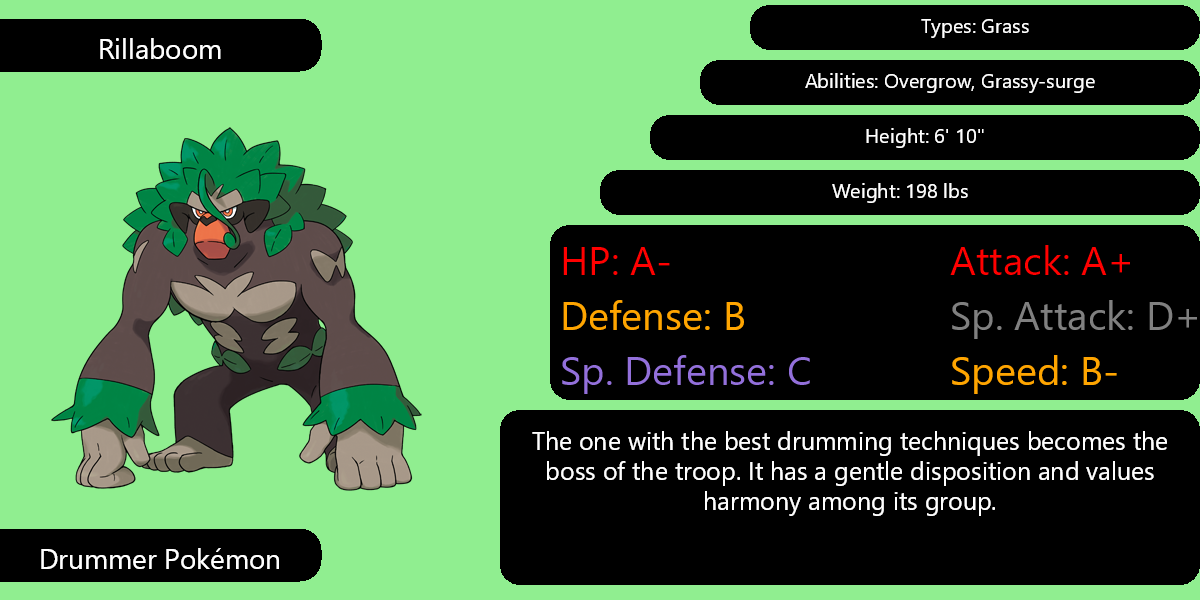 Rillaboom
Types: Grass
Abilities: Overgrow, Grassy-surge
Height: 6' 10"
Weight: 198 lbs
HP: A-
Attack: A+
Defense: B
Sp. Attack: D+
Sp. Defense: C
Speed: B-
The one with the best drumming techniques becomes the
boss of the troop. It has a gentle disposition and values
harmony among its group.
Drummer Pokémon